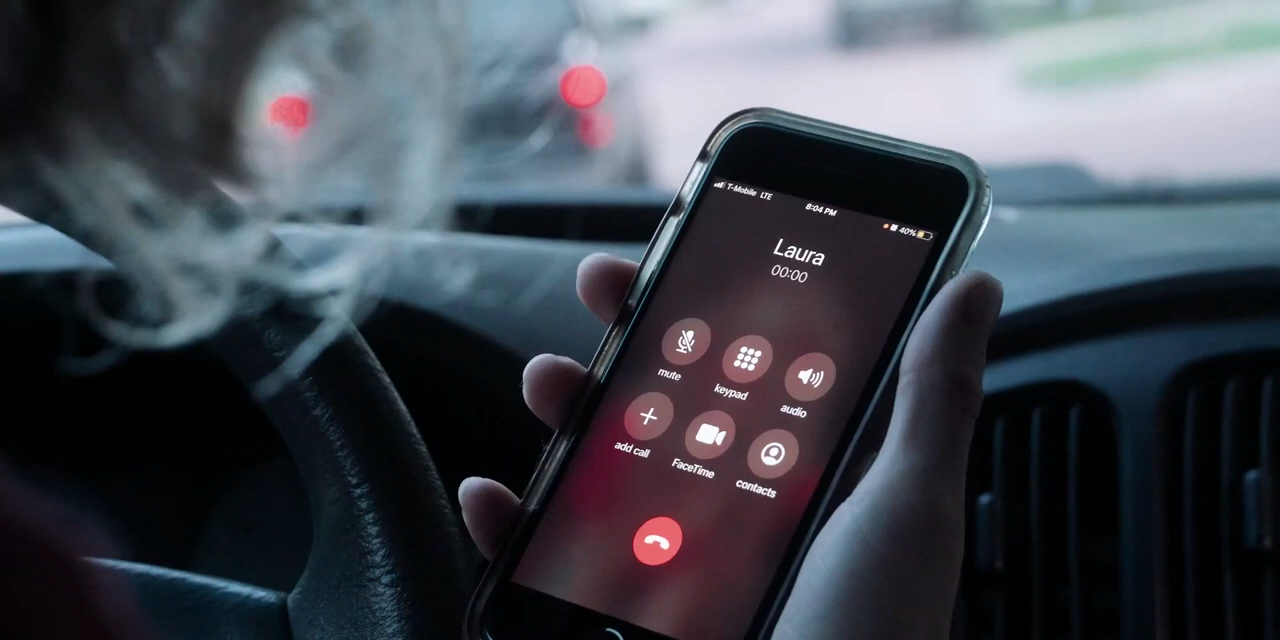 T-Mobile LTE
8:04 PM
40%
Laura
00:00
mute
keypad
audio
add call
FaceTime
contacts